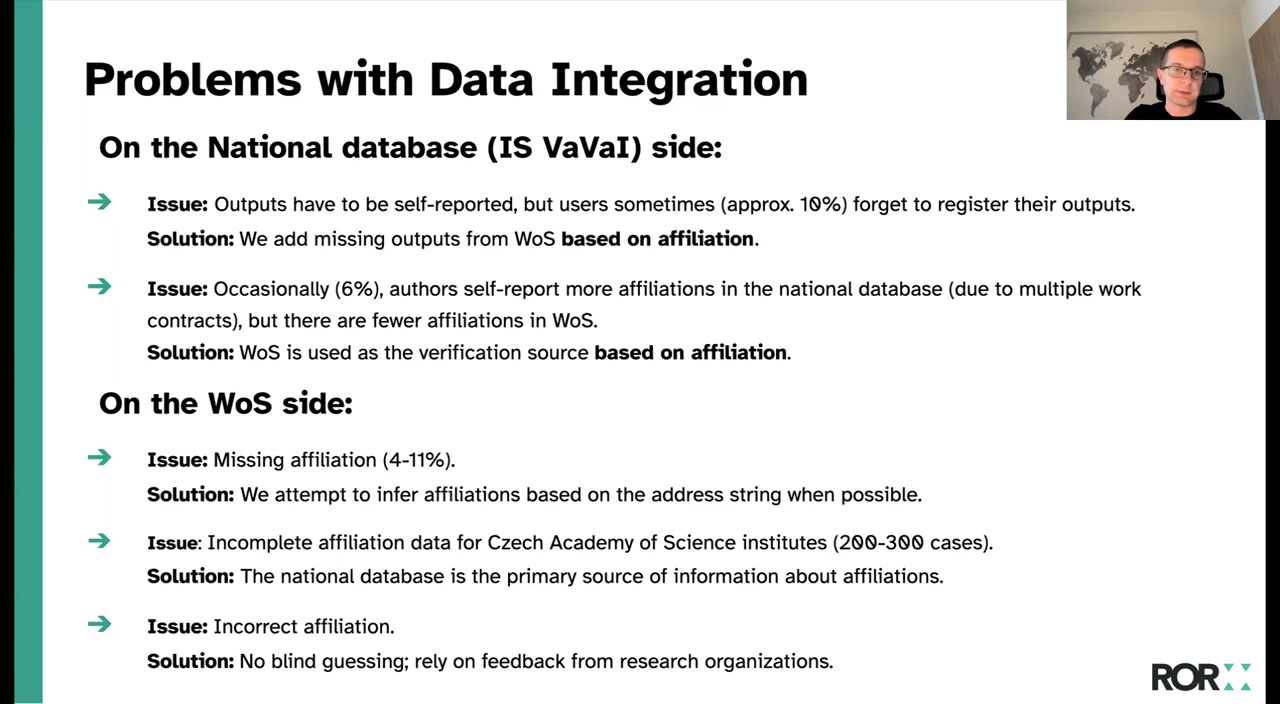 Problems with Data Integration
On the National database (IS VaVaI) side:
Issue: Outputs have to be self-reported, but users sometimes (approx. 10%) forget to register their outputs.
Solution: We add missing outputs from WoS based on affiliation.
Issue: Occasionally (6%), authors self-report more affiliations in the national database (due to multiple work
contracts), but there are fewer affiliations in WoS.
Solution: WoS is used as the verification source based on affiliation.
On the WoS side:
Issue: Missing affiliation (4-11%).
Solution: We attempt to infer affiliations based on the address string when possible.
Issue: Incomplete affiliation data for Czech Academy of Science institutes (200-300 cases).
Solution: The national database is the primary source of information about affiliations.
Issue: Incorrect affiliation.
Solution: No blind guessing; rely on feedback from research organizations.
ROR